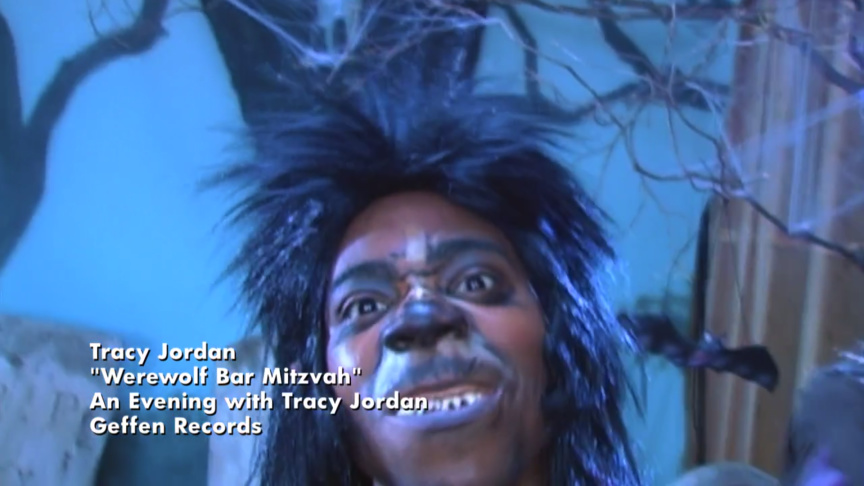 Tracy Jordan
"Werewolf Bar Mitzvah"
An Evening with Tracy Jordan
Geffen Records